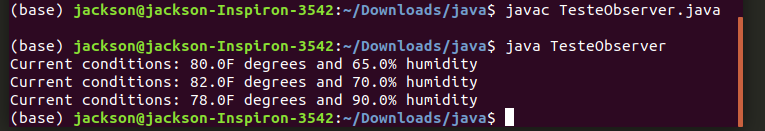 (base) jackson@jackson-Inspiron-3542:~/Downloads/java$ javac TesteObserver.java
(base) jackson@jackson-Inspiron-3542:~/Downloads/java$ java TesteObserver
Current conditions: 80.0F degrees and 65.0% humidity
Current conditions: 82.0F degrees and 70.0% humidity
Current conditions: 78.0F degrees and 90.0% humidity
(base) jackson@jackson-Inspiron-3542:~/Downloads/java$